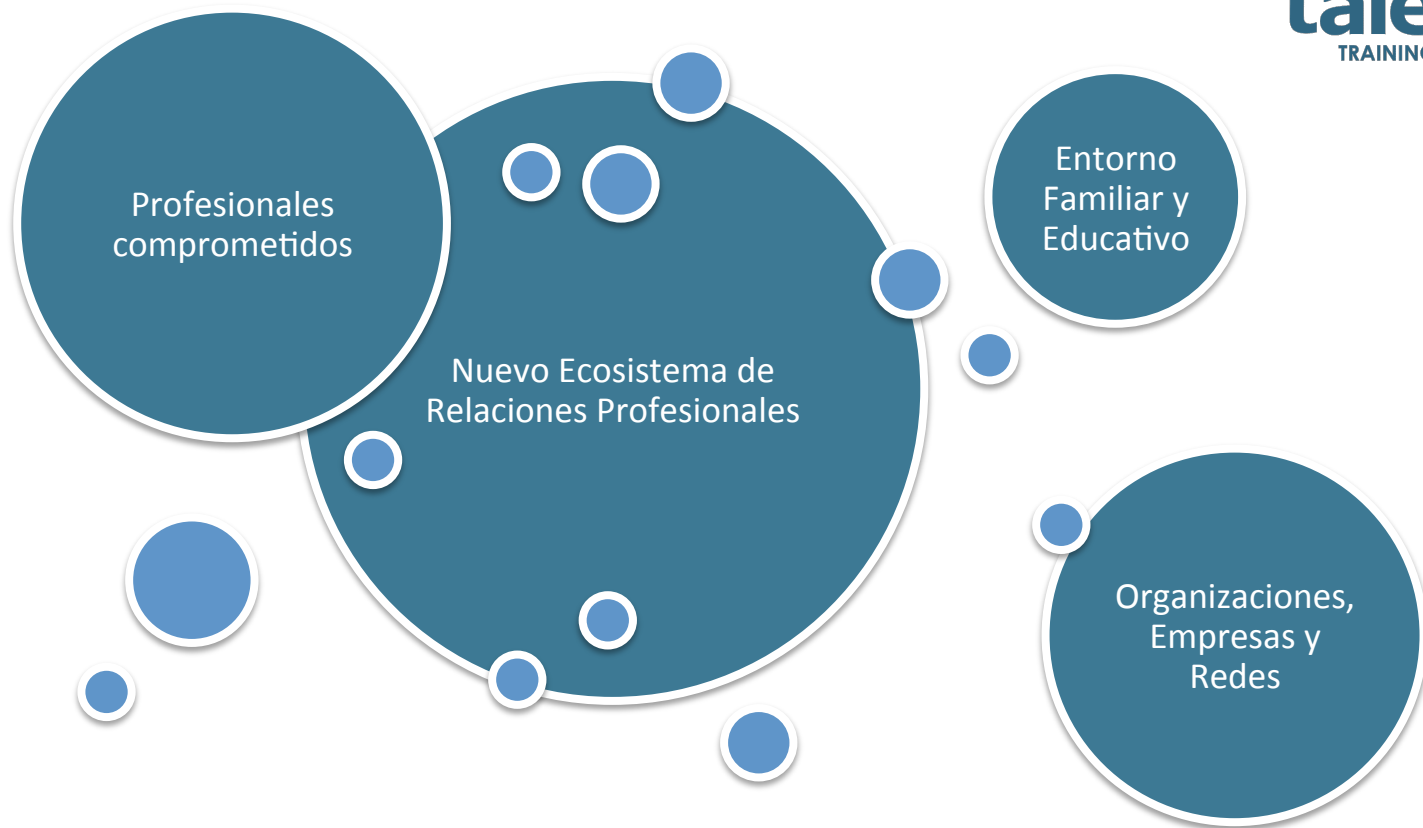 TRAINING
Profesionales
comprometidos
Entorno
Familiar y
Educativo
Nuevo Ecosistema de
Relaciones Profesionales
Organizaciones,
Empresas y
Redes